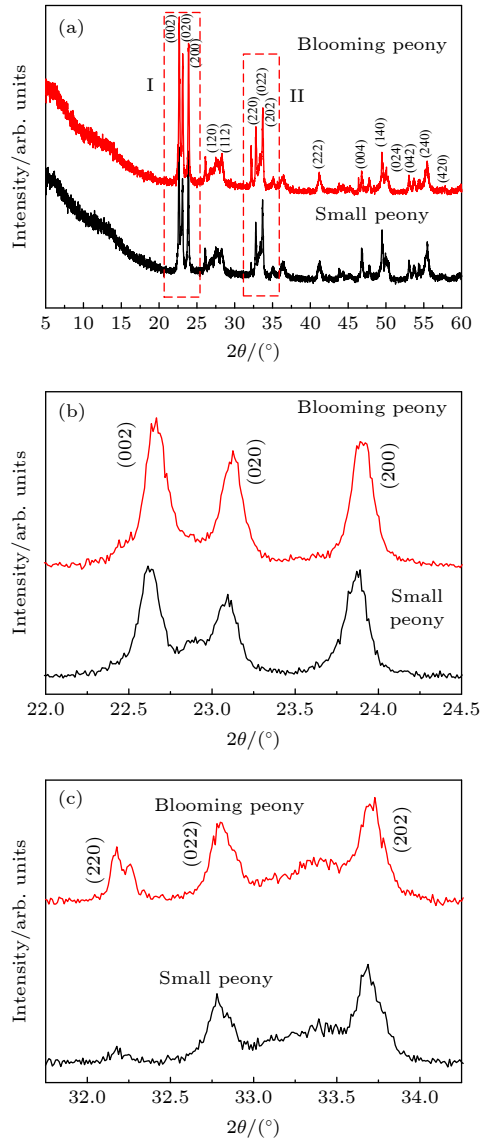 (a)
Blooming peony
(002)
(020)
(200)
I
II
(022)
(220)
(202)
(120)
(112)
(222)
(004)
(140)
(024)
(042)
(240)
(420)
Small peony
Intensity/arb. units
5 10 15 20 25 30 35 40 45 50 55 60
2θ/(°)
(b)
Blooming peony
(002)
(020)
(200)
Small
peony
Intensity/arb. units
22.0 22.5 23.0 23.5 24.0 24.5
2θ/(°)
(c)
Blooming peony
(220)
(022)
(202)
Small peony
Intensity/arb. units
32.0 32.5 33.0 33.5 34.0
2θ/(°)